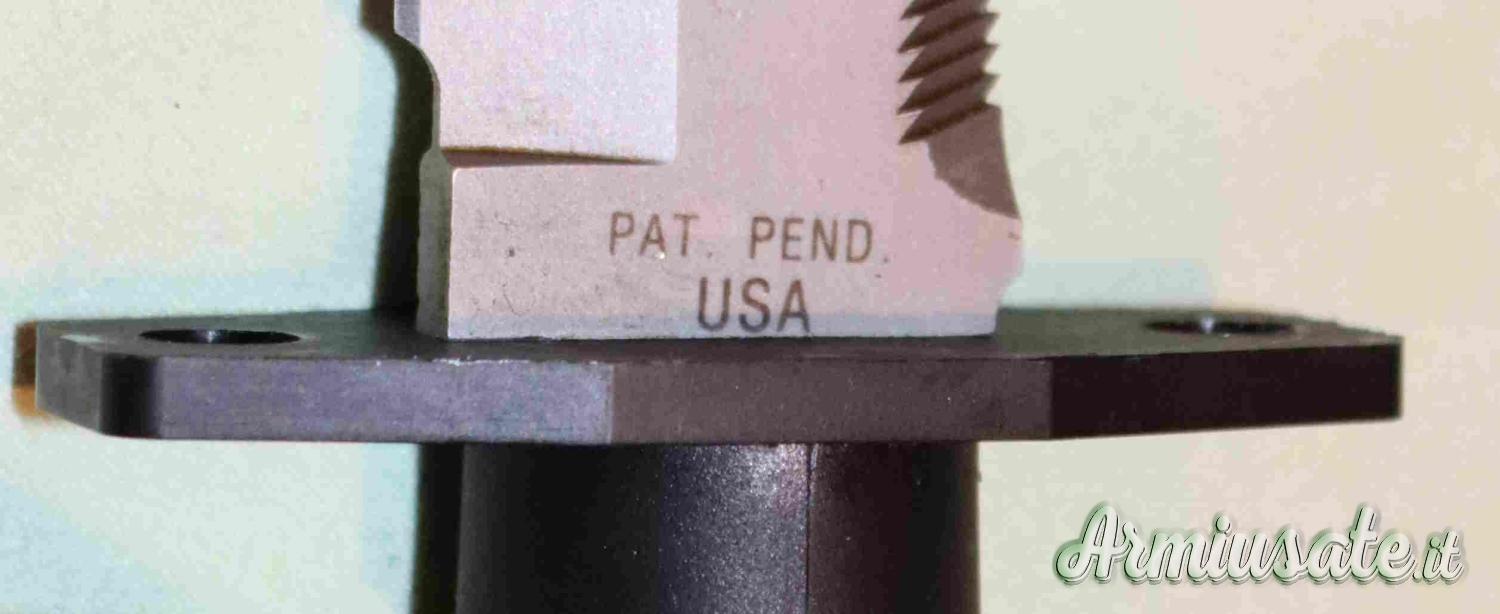 PAT. PEND.
USA
Armiusate.it